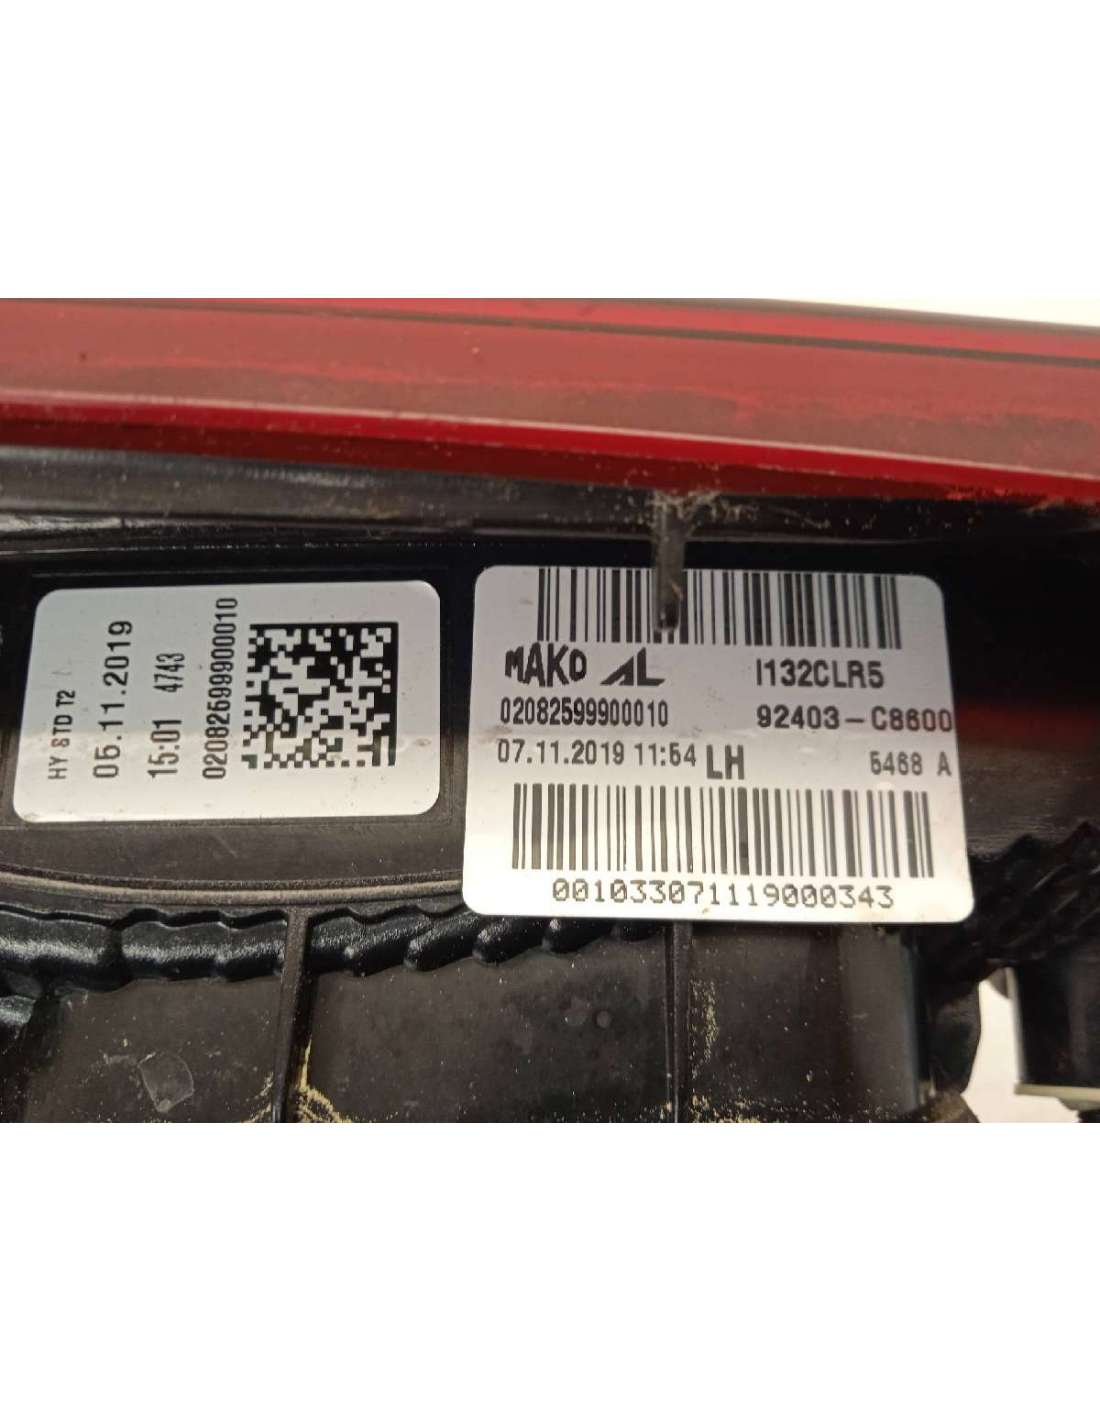 HY STD T2
05.11.2019
15:01 4743
02082599900010
MAKO AL
I132CLR5
02082599900010
92403-C8600
07.11.2019 11:54 LH
5468 A
001033071119000343